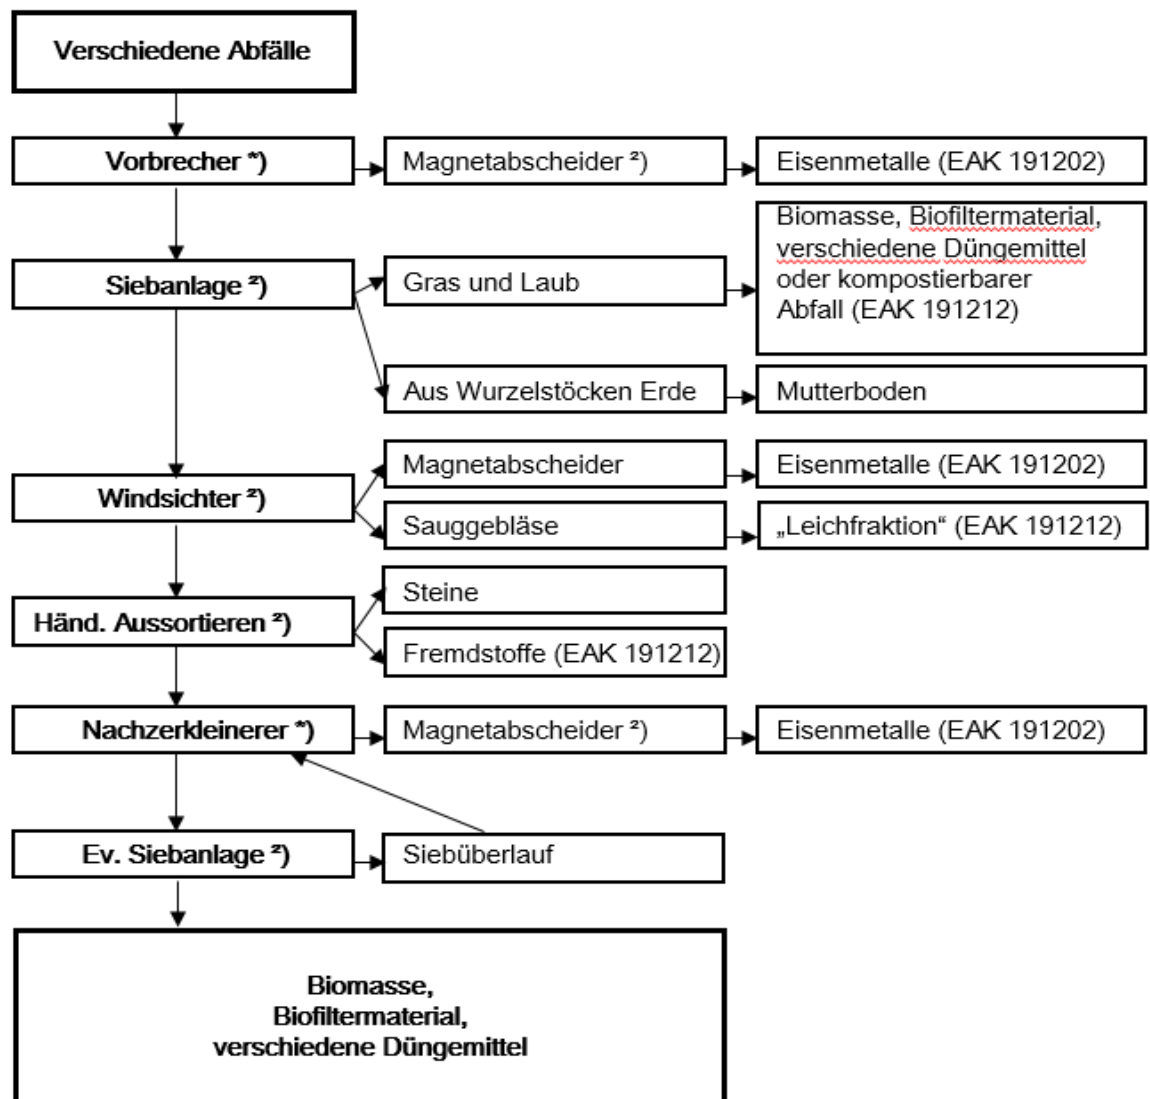 Verschiedene Abfälle
Vorbrecher *)
Magnetabscheider ²)
Eisenmetalle (EAK 191202)
Siebanlage ²)
Gras und Laub
Biomasse, Biofiltermaterial,
verschiedene Düngemittel
oder kompostierbarer
Abfall (EAK 191212)
Aus Wurzelstöcken Erde
Mutterboden
Windsichter ²)
Magnetabscheider
Eisenmetalle (EAK 191202)
Sauggebläse
„Leichfraktion“ (EAK 191212)
Händ. Aussortieren ²)
Steine
Fremdstoffe (EAK 191212)
Nachzerkleinerer *)
Magnetabscheider ²)
Eisenmetalle (EAK 191202)
Ev. Siebanlage ²)
Siebüberlauf
Biomasse,
Biofiltermaterial,
verschiedene Düngemittel